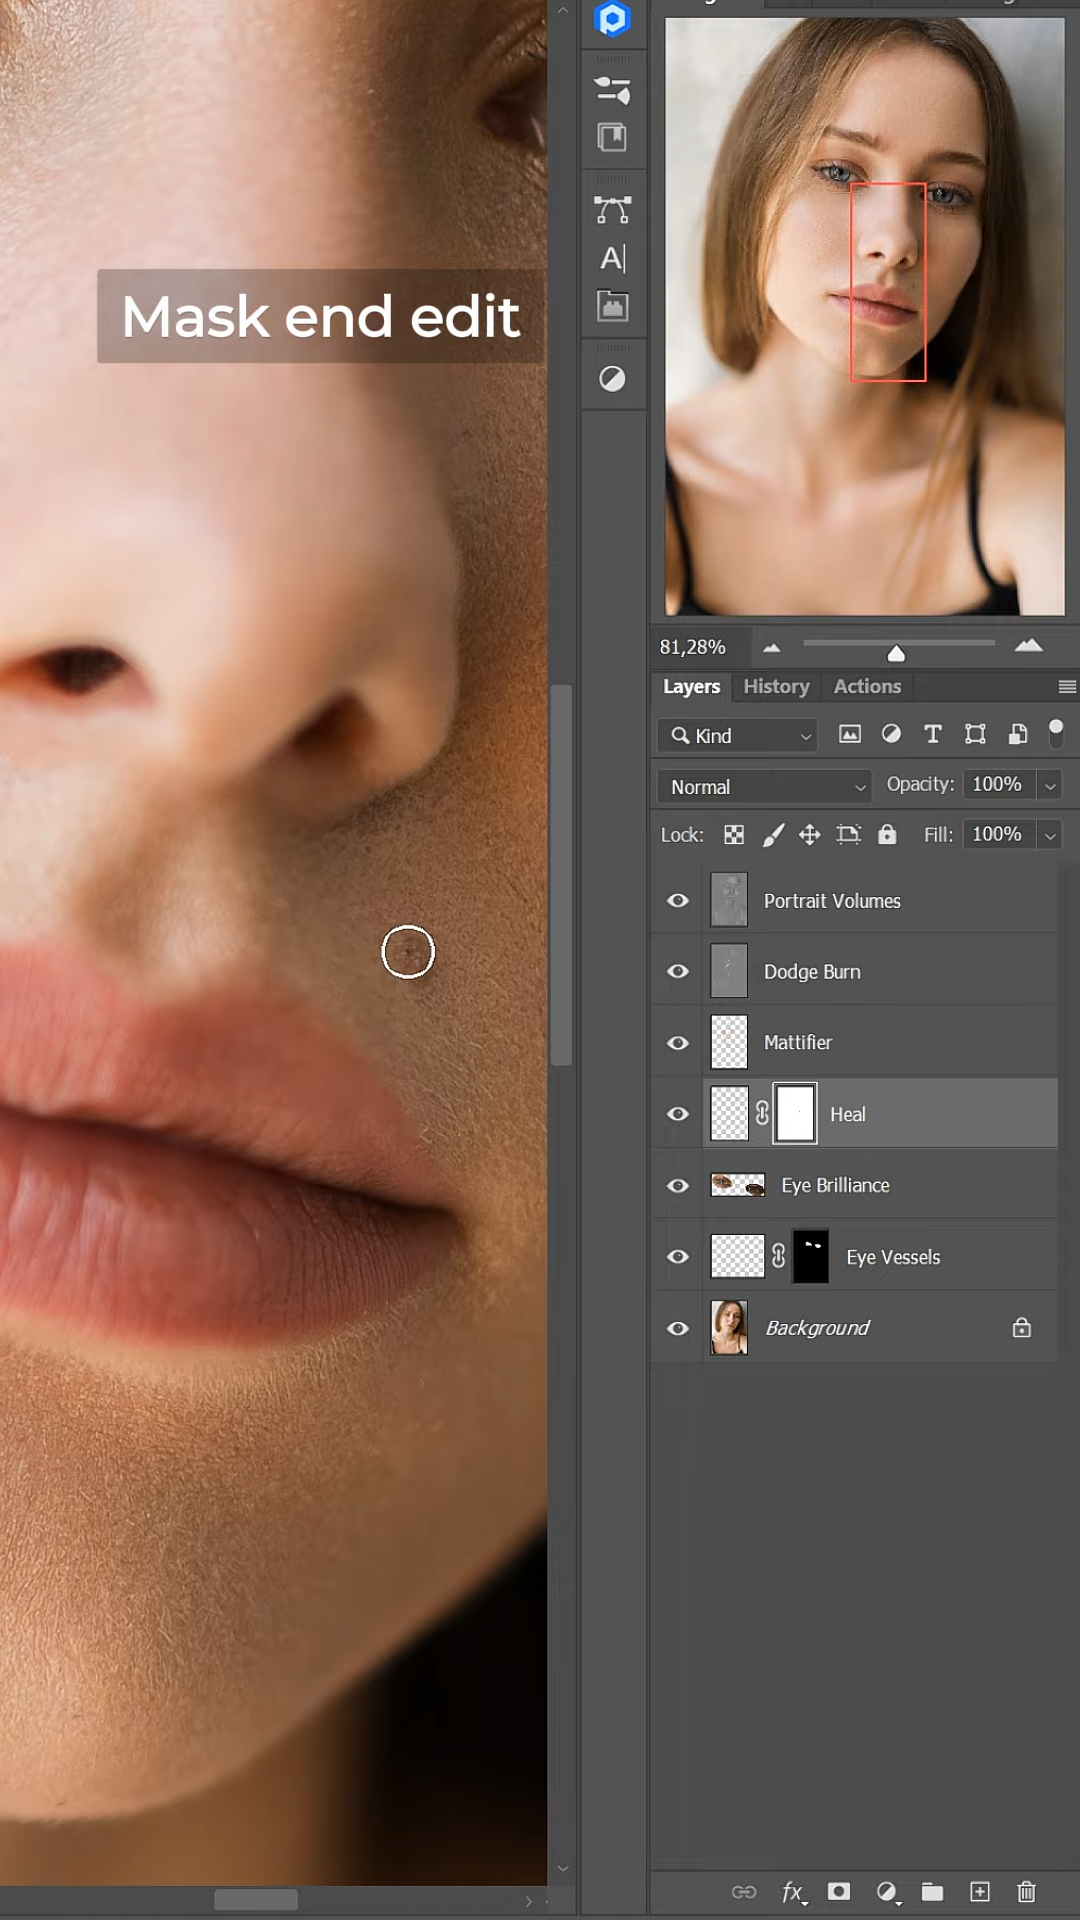 Mask end edit
A
81,28%
Layers History Actions
Kind
T
Normal Opacity: 100%
Lock: Fill: 100%
Portrait Volumes
Dodge Burn
Mattifier
Heal
Eye Brilliance
Eye Vessels
Background
fx